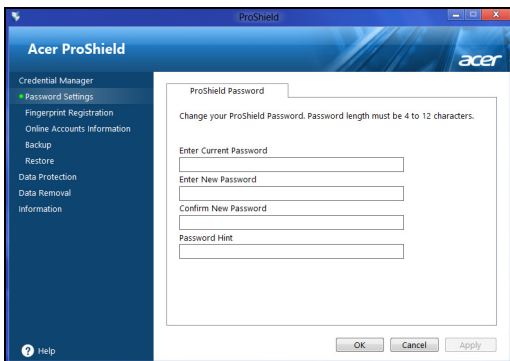 ProShield
Acer ProShield
acer
Credential Manager
Password Settings
Fingerprint Registration
Online Accounts Information
Backup
Restore
Data Protection
Data Removal
Information
Help
ProShield Password
Change your ProShield Password. Password length must be 4 to 12 characters.
Enter Current Password
Enter New Password
Confirm New Password
Password Hint
OK
Cancel
Apply